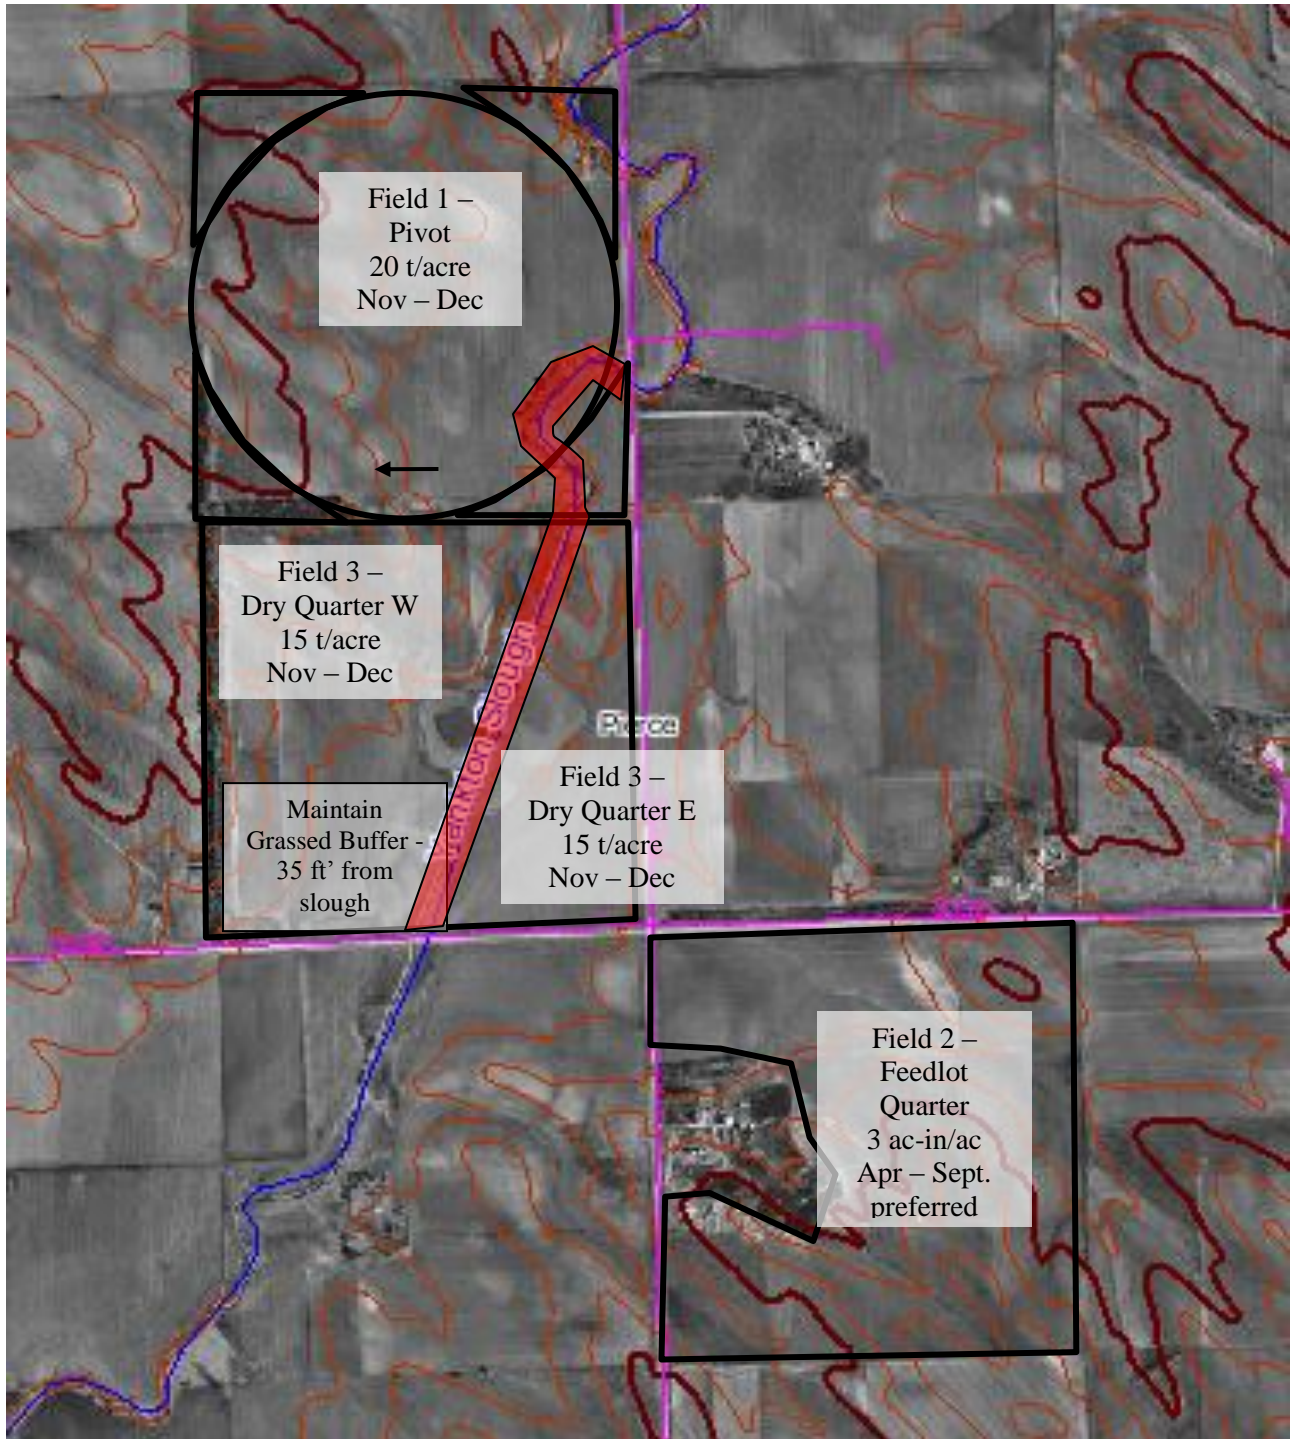 Field 1 –
Pivot
20 t/acre
Nov – Dec
Field 3 –
Dry Quarter W
15 t/acre
Nov – Dec
Slough
Pierce
Field 3 –
Dry Quarter E
15 t/acre
Nov – Dec
Maintain
Grassed Buffer -
35 ft’ from
slough
Field 2 –
Feedlot
Quarter
3 ac-in/ac
Apr – Sept.
preferred